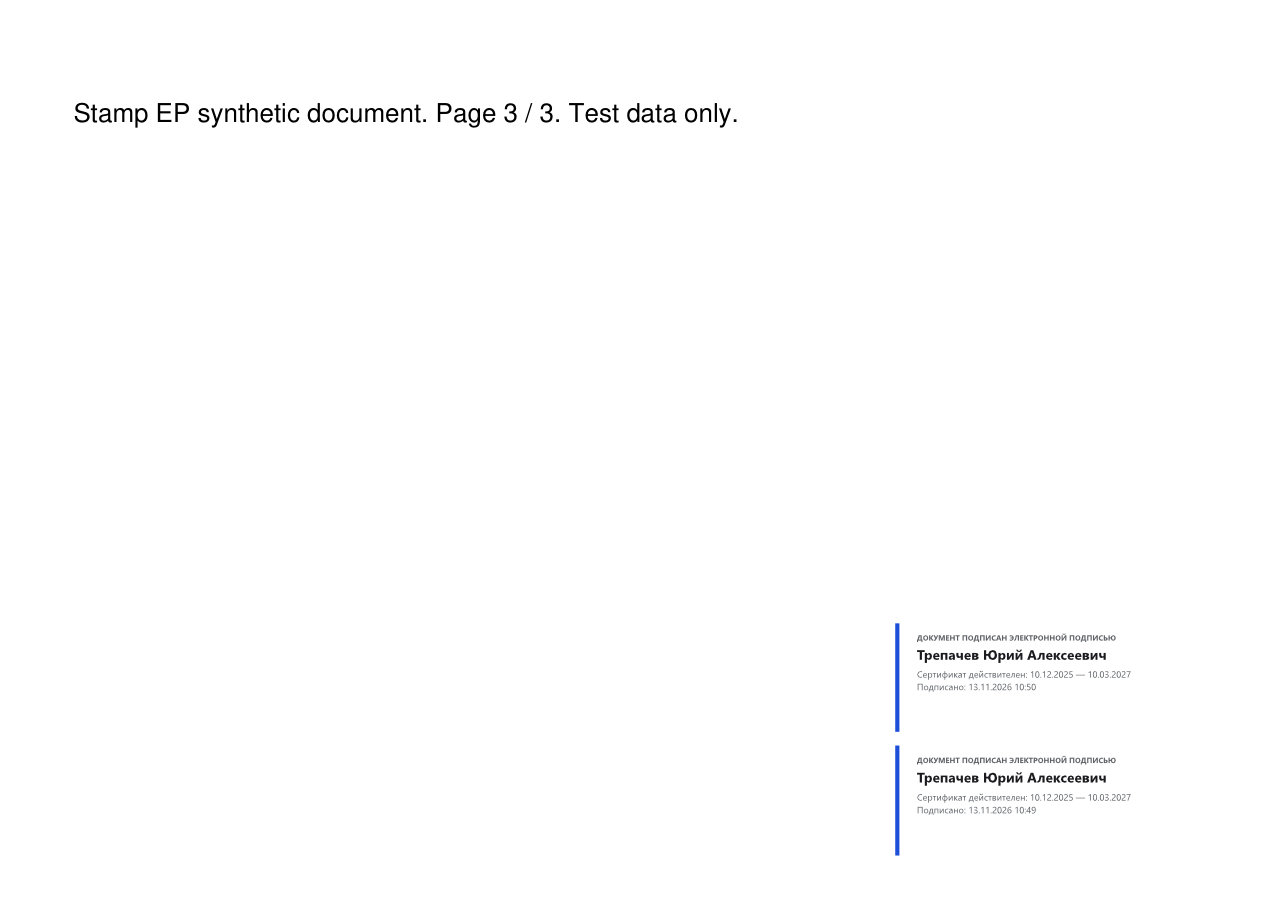 Stamp EP synthetic document. Page 3 / 3. Test data only.
ДОКУМЕНТ ПОДПИСАН ЭЛЕКТРОННОЙ ПОДПИСЬЮ
Трепачев Юрий Алексеевич
Сертификат действителен: 10.12.2025 — 10.03.2027
Подписано: 13.11.2026 10:50
ДОКУМЕНТ ПОДПИСАН ЭЛЕКТРОННОЙ ПОДПИСЬЮ
Трепачев Юрий Алексеевич
Сертификат действителен: 10.12.2025 — 10.03.2027
Подписано: 13.11.2026 10:49